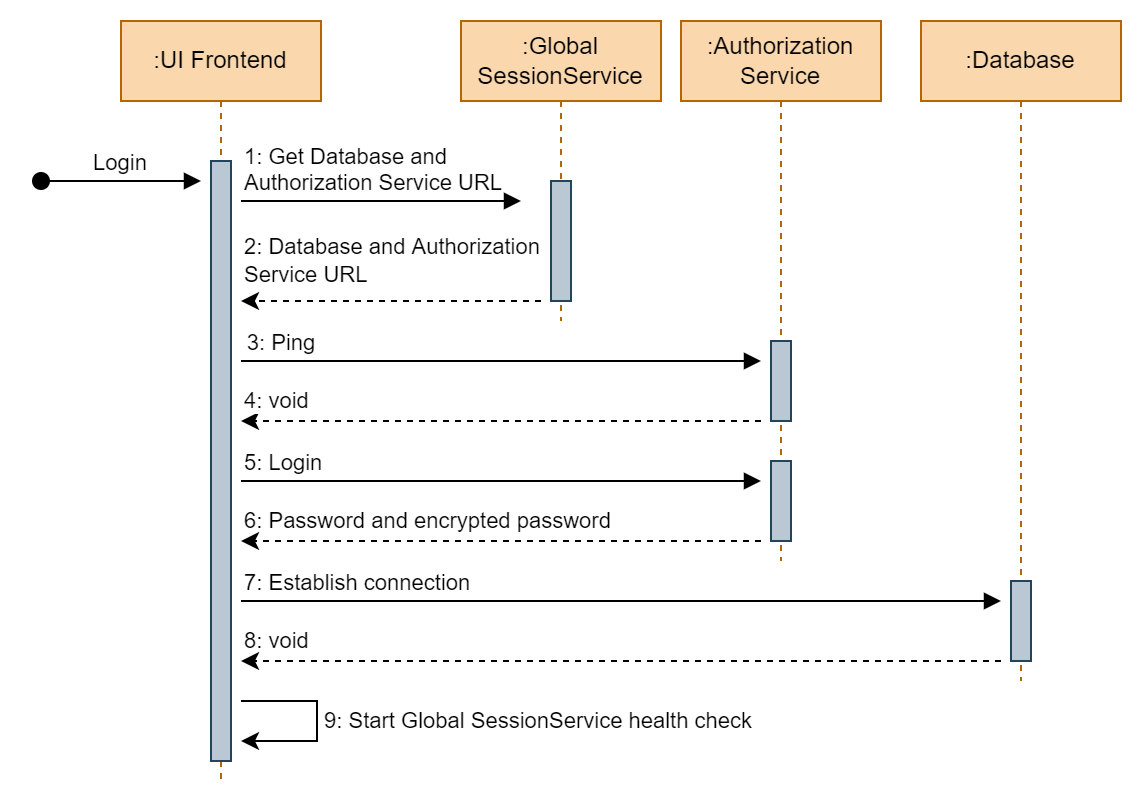 :UI Frontend
:Global
SessionService
:Authorization
Service
:Database
Login
1: Get Database and
Authorization Service URL
2: Database and Authorization
Service URL
3: Ping
4: void
5: Login
6: Password and encrypted password
7: Establish connection
8: void
9: Start Global SessionService health check